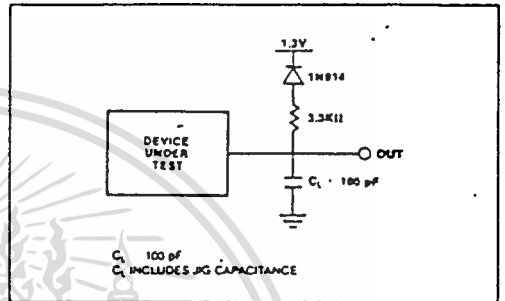 1.3V
1N914
3.3KΩ
DEVICE
UNDER
TEST
OUT
CL · 100 pF
CL 100 pF
CL INCLUDES JIG CAPACITANCE